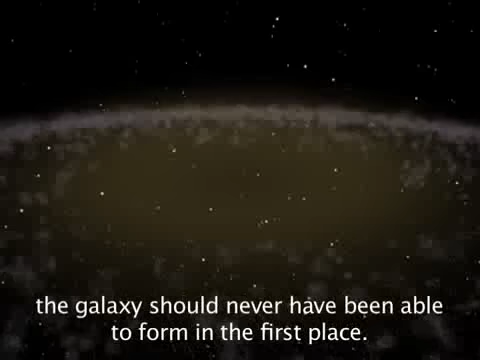 the galaxy should never have been able
to form in the first place.